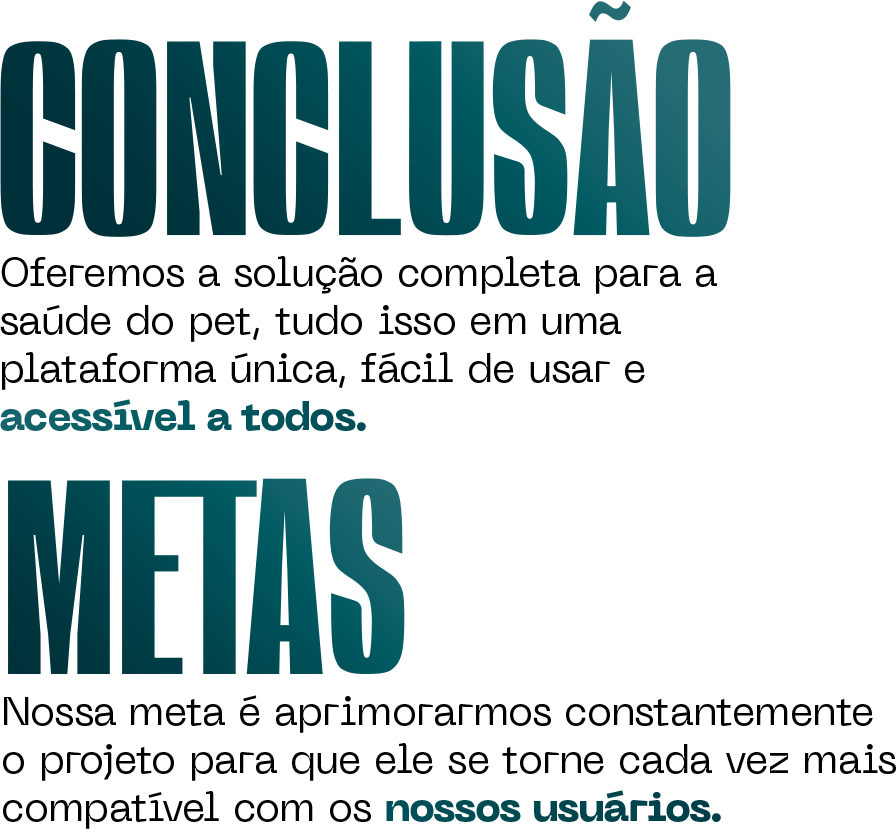 CONCLUSÃO
Oferemos a solução completa para a
saúde do pet, tudo isso em uma
plataforma única, fácil de usar e
acessível a todos.
METAS
Nossa meta é aprimorarmos constantemente
o projeto para que ele se torne cada vez mais
compatível com os nossos usuários.